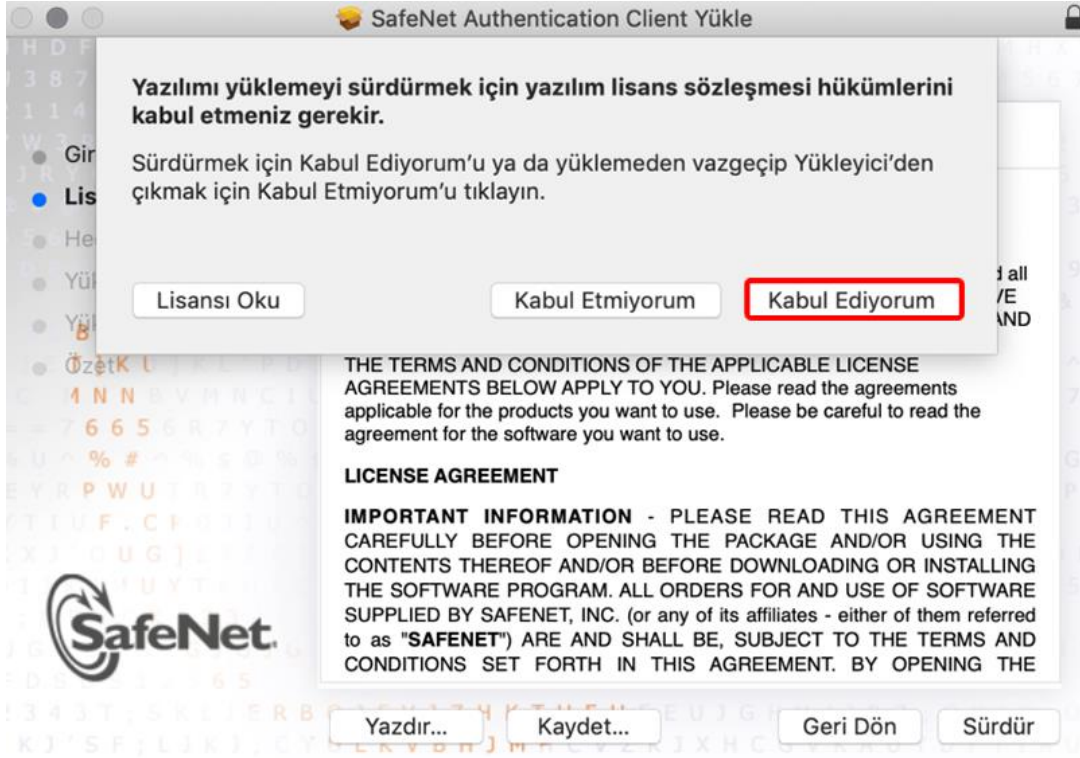 SafeNet Authentication Client Yükle
Yazılımı yüklemeyi sürdürmek için yazılım lisans sözleşmesi hükümlerini
kabul etmeniz gerekir.
Sürdürmek için Kabul Ediyorum’u ya da yüklemeden vazgeçip Yükleyici’den
çıkmak için Kabul Etmiyorum’u tıklayın.
Lisansı Oku
Kabul Etmiyorum
Kabul Ediyorum
Gir
Lis
He
Yük
Özet
all
AND
THE TERMS AND CONDITIONS OF THE APPLICABLE LICENSE
AGREEMENTS BELOW APPLY TO YOU. Please read the agreements
applicable for the products you want to use. Please be careful to read the
agreement for the software you want to use.
LICENSE AGREEMENT
IMPORTANT INFORMATION - PLEASE READ THIS AGREEMENT
CAREFULLY BEFORE OPENING THE PACKAGE AND/OR USING THE
CONTENTS THEREOF AND/OR BEFORE DOWNLOADING OR INSTALLING
THE SOFTWARE PROGRAM. ALL ORDERS FOR AND USE OF SOFTWARE
SUPPLIED BY SAFENET, INC. (or any of its affiliates - either of them referred
to as "SAFENET") ARE AND SHALL BE, SUBJECT TO THE TERMS AND
CONDITIONS SET FORTH IN THIS AGREEMENT. BY OPENING THE
SafeNet.
Yazdır...
Kaydet...
Geri Dön
Sürdür